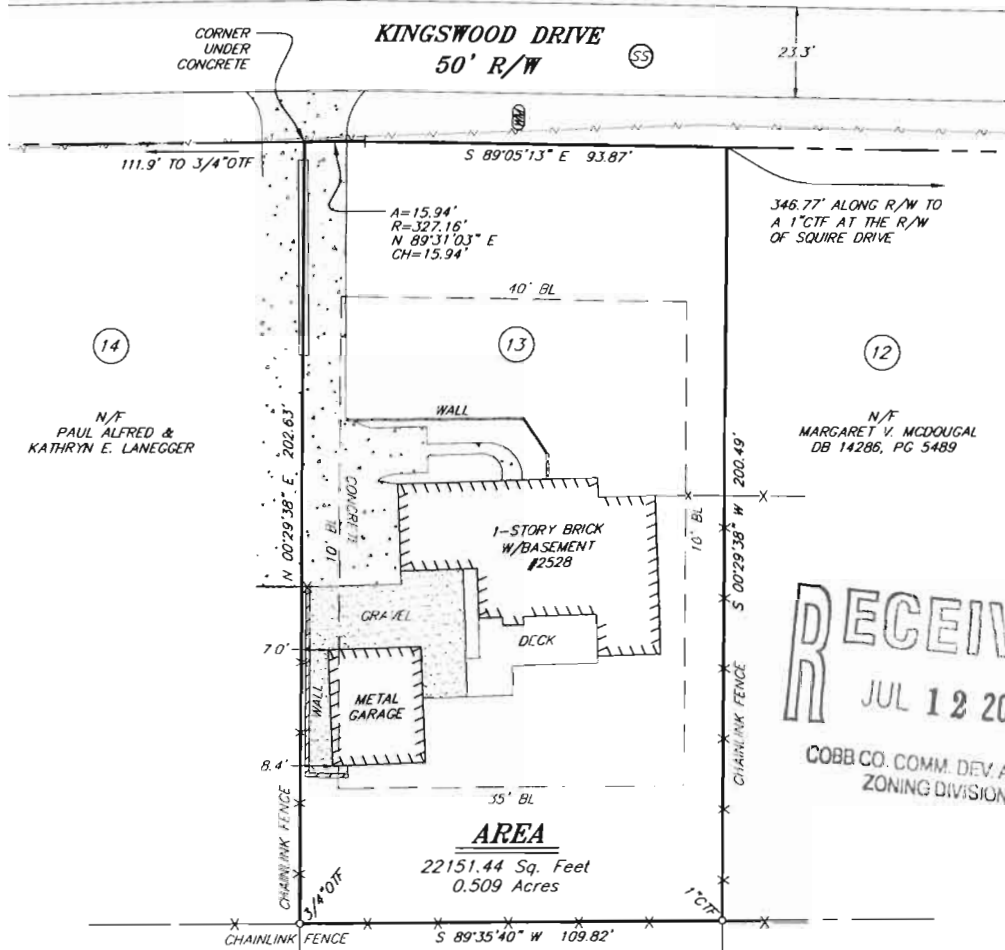 KINGSWOOD DRIVE
50' R/W
SS
23.3'
CORNER
UNDER
CONCRETE
WM
111.9' TO 3/4"OTF
S 89°05'13" E 93.87'
A=15.94'
R=327.16'
N 89°31'03" E
CH=15.94'
346.77' ALONG R/W TO
A 1"CTF AT THE R/W
OF SQUIRE DRIVE
40' BL
14
13
12
N/F
PAUL ALFRED &
KATHRYN E. LANEGGER
N/F
MARGARET V. MCDOUGAL
DB 14286, PG 5489
N 00°29'38" E 202.63'
WALL
CONCRETE
10' BL
1-STORY BRICK
W/BASEMENT
#2528
10' BL
S 00°29'38" W 200.49'
GRAVEL
DECK
7.0'
WALL
METAL
GARAGE
8.4'
CHAINLINK FENCE
CHAINLINK FENCE
RECEIV
JUL 12 20
COBB CO. COMM. DEV. A
ZONING DIVISION
35' BL
AREA
22151.44 Sq. Feet
0.509 Acres
3/4"OTF
1"CTF
CHAINLINK FENCE
S 89°35'40" W 109.82'